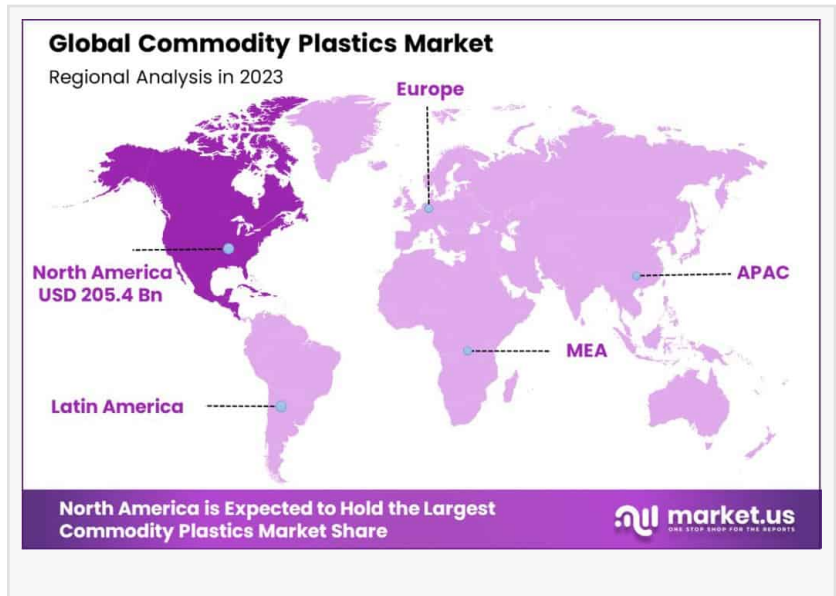 Global Commodity Plastics Market
Regional Analysis in 2023
Europe
North America
USD 205.4 Bn
APAC
MEA
Latin America
North America is Expected to Hold the Largest
Commodity Plastics Market Share
market.us
ONE STOP SHOP FOR THE REPORTS